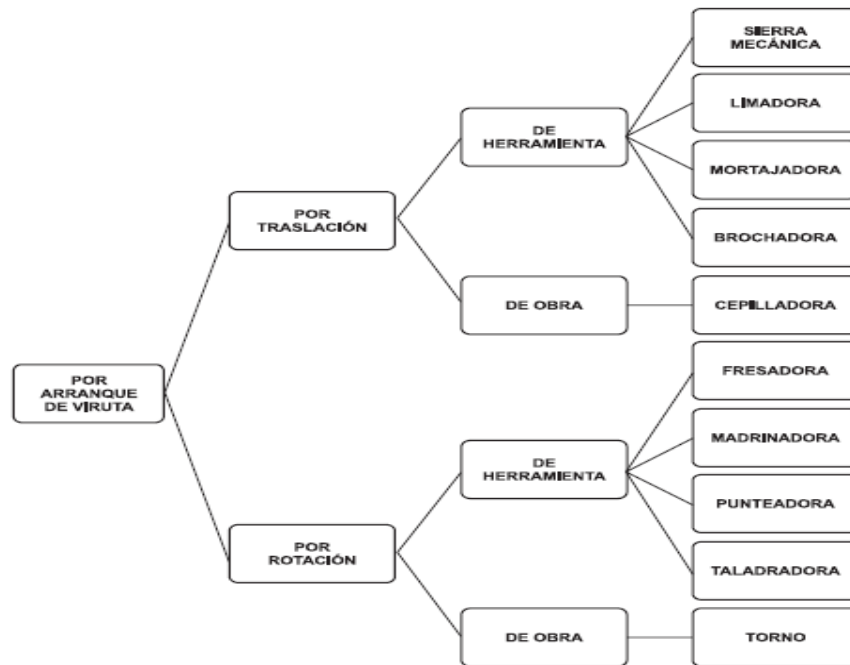 POR
ARRANQUE
DE VIRUTA
POR
TRASLACIÓN
DE
HERRAMIENTA
SIERRA
MECÁNICA
LIMADORA
MORTAJADORA
BROCHADORA
DE OBRA
CEPILLADORA
POR
ROTACIÓN
DE
HERRAMIENTA
FRESADORA
MADRINADORA
PUNTEADORA
TALADRADORA
DE OBRA
TORNO